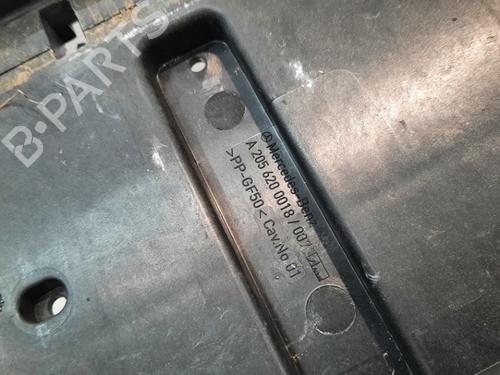 B-PARTS
Mercedes-Benz
A 205 620 0018 / 007
>PP-GF50< Cav.No 01